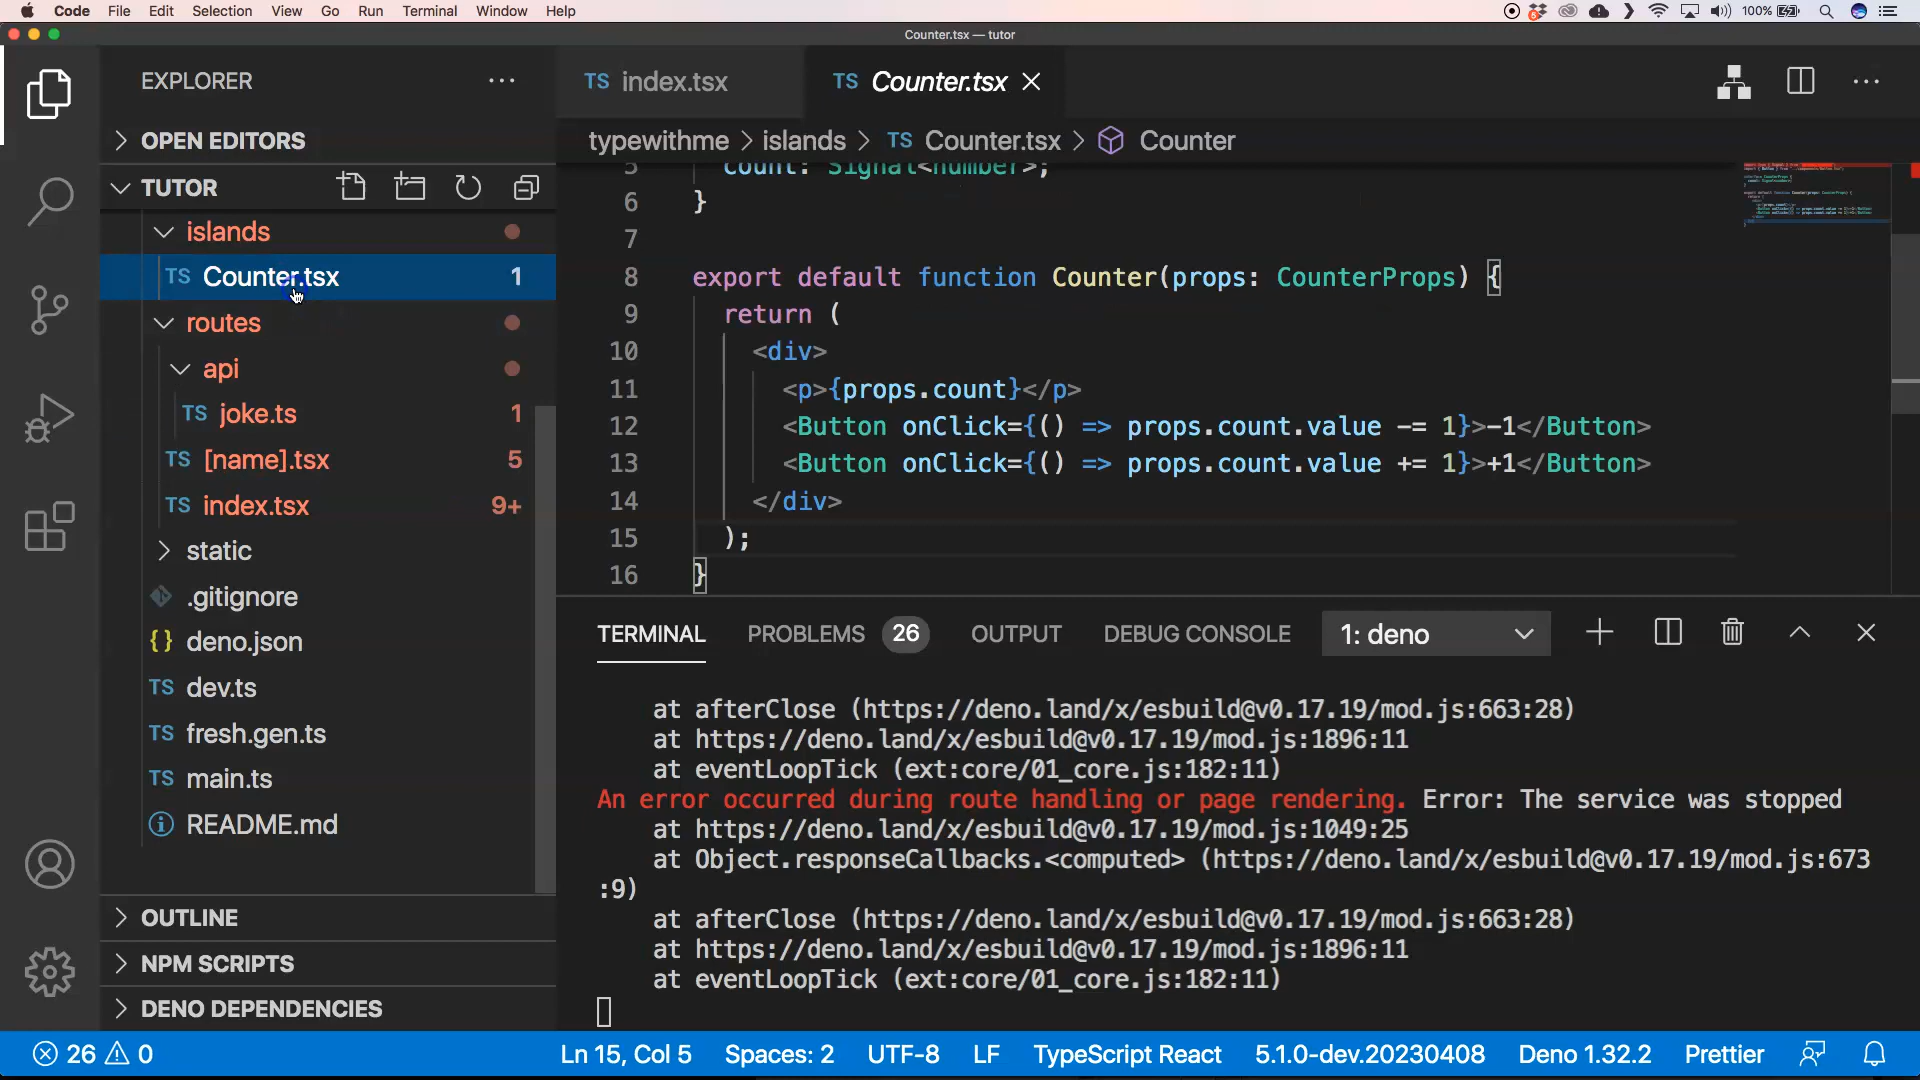 Code File Edit Selection View Go Run Terminal Window Help 100%
Counter.tsx — tutor
EXPLORER
OPEN EDITORS
TUTOR
islands
TS Counter.tsx 1
routes
api
TS joke.ts 1
TS [name].tsx 5
TS index.tsx 9+
static
.gitignore
{} deno.json
TS dev.ts
TS fresh.gen.ts
TS main.ts
README.md
OUTLINE
NPM SCRIPTS
DENO DEPENDENCIES
TS index.tsx TS Counter.tsx
typewithme > islands > TS Counter.tsx > Counter
5 count: Signal<number>;
6 }
7
8 export default function Counter(props: CounterProps) {
9 return (
10 <div>
11 <p>{props.count}</p>
12 <Button onClick={() => props.count.value -= 1}>-1</Button>
13 <Button onClick={() => props.count.value += 1}>+1</Button>
14 </div>
15 );
16 }
TERMINAL PROBLEMS 26 OUTPUT DEBUG CONSOLE 1: deno
at afterClose (https://deno.land/x/esbuild@v0.17.19/mod.js:663:28)
at https://deno.land/x/esbuild@v0.17.19/mod.js:1896:11
at eventLoopTick (ext:core/01_core.js:182:11)
An error occurred during route handling or page rendering. Error: The service was stopped
at https://deno.land/x/esbuild@v0.17.19/mod.js:1049:25
at Object.responseCallbacks.<computed> (https://deno.land/x/esbuild@v0.17.19/mod.js:673
:9)
at afterClose (https://deno.land/x/esbuild@v0.17.19/mod.js:663:28)
at https://deno.land/x/esbuild@v0.17.19/mod.js:1896:11
at eventLoopTick (ext:core/01_core.js:182:11)
26 0 Ln 15, Col 5 Spaces: 2 UTF-8 LF TypeScript React 5.1.0-dev.20230408 Deno 1.32.2 Prettier